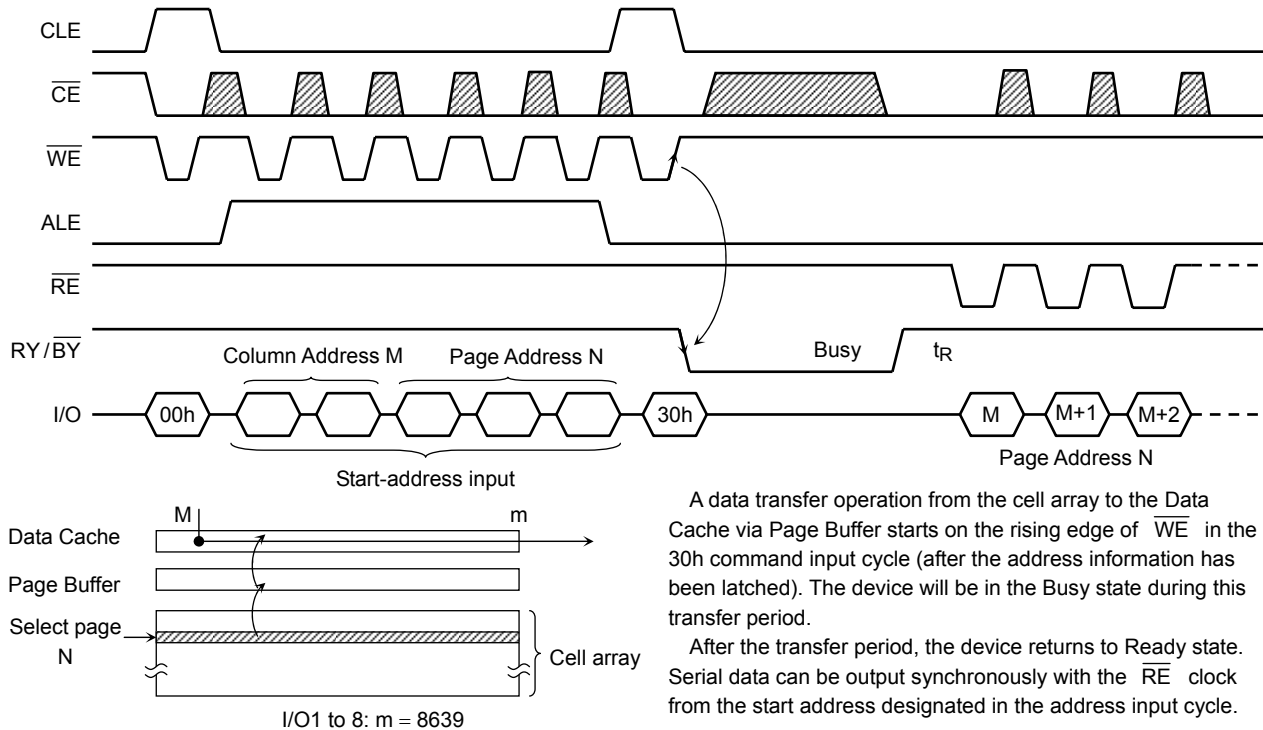 CLE
CE
WE
ALE
RE
RY/BY
Busy
tR
Column Address M
Page Address N
I/O
00h
30h
M
M+1
M+2
Start-address input
Page Address N
M
m
Data Cache
Page Buffer
Select page
N
Cell array
I/O1 to 8: m = 8639
A data transfer operation from the cell array to the Data
Cache via Page Buffer starts on the rising edge of WE in the
30h command input cycle (after the address information has
been latched). The device will be in the Busy state during this
transfer period.
After the transfer period, the device returns to Ready state.
Serial data can be output synchronously with the RE clock
from the start address designated in the address input cycle.